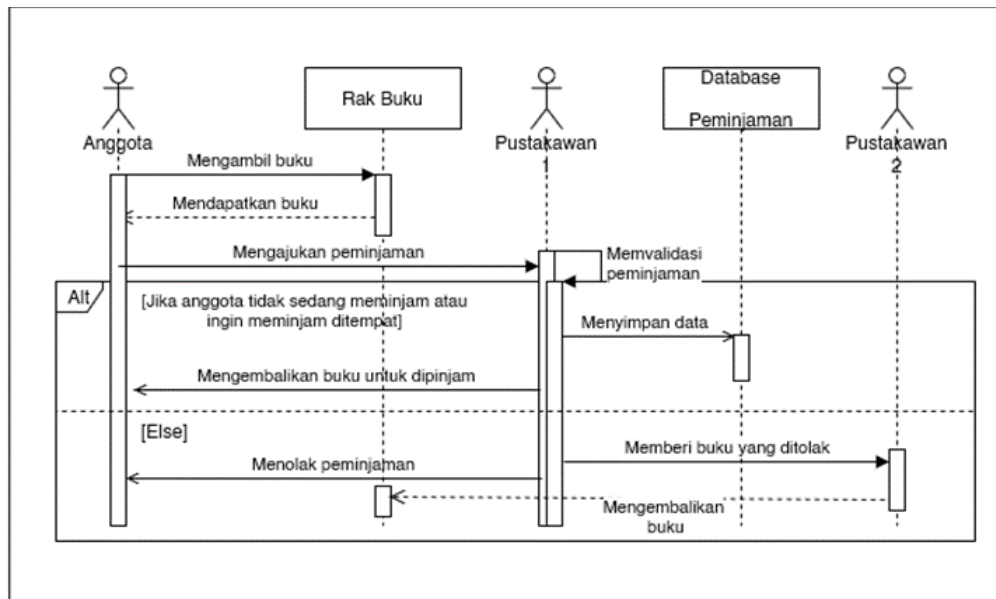 Anggota
Rak Buku
Pustakawan
1
Database
Peminjaman
Pustakawan
2
Mengambil buku
Mendapatkan buku
Mengajukan peminjaman
Memvalidasi
peminjaman
Alt
[Jika anggota tidak sedang meminjam atau
ingin meminjam ditempat]
Menyimpan data
Mengembalikan buku untuk dipinjam
[Else]
Memberi buku yang ditolak
Menolak peminjaman
Mengembalikan
buku